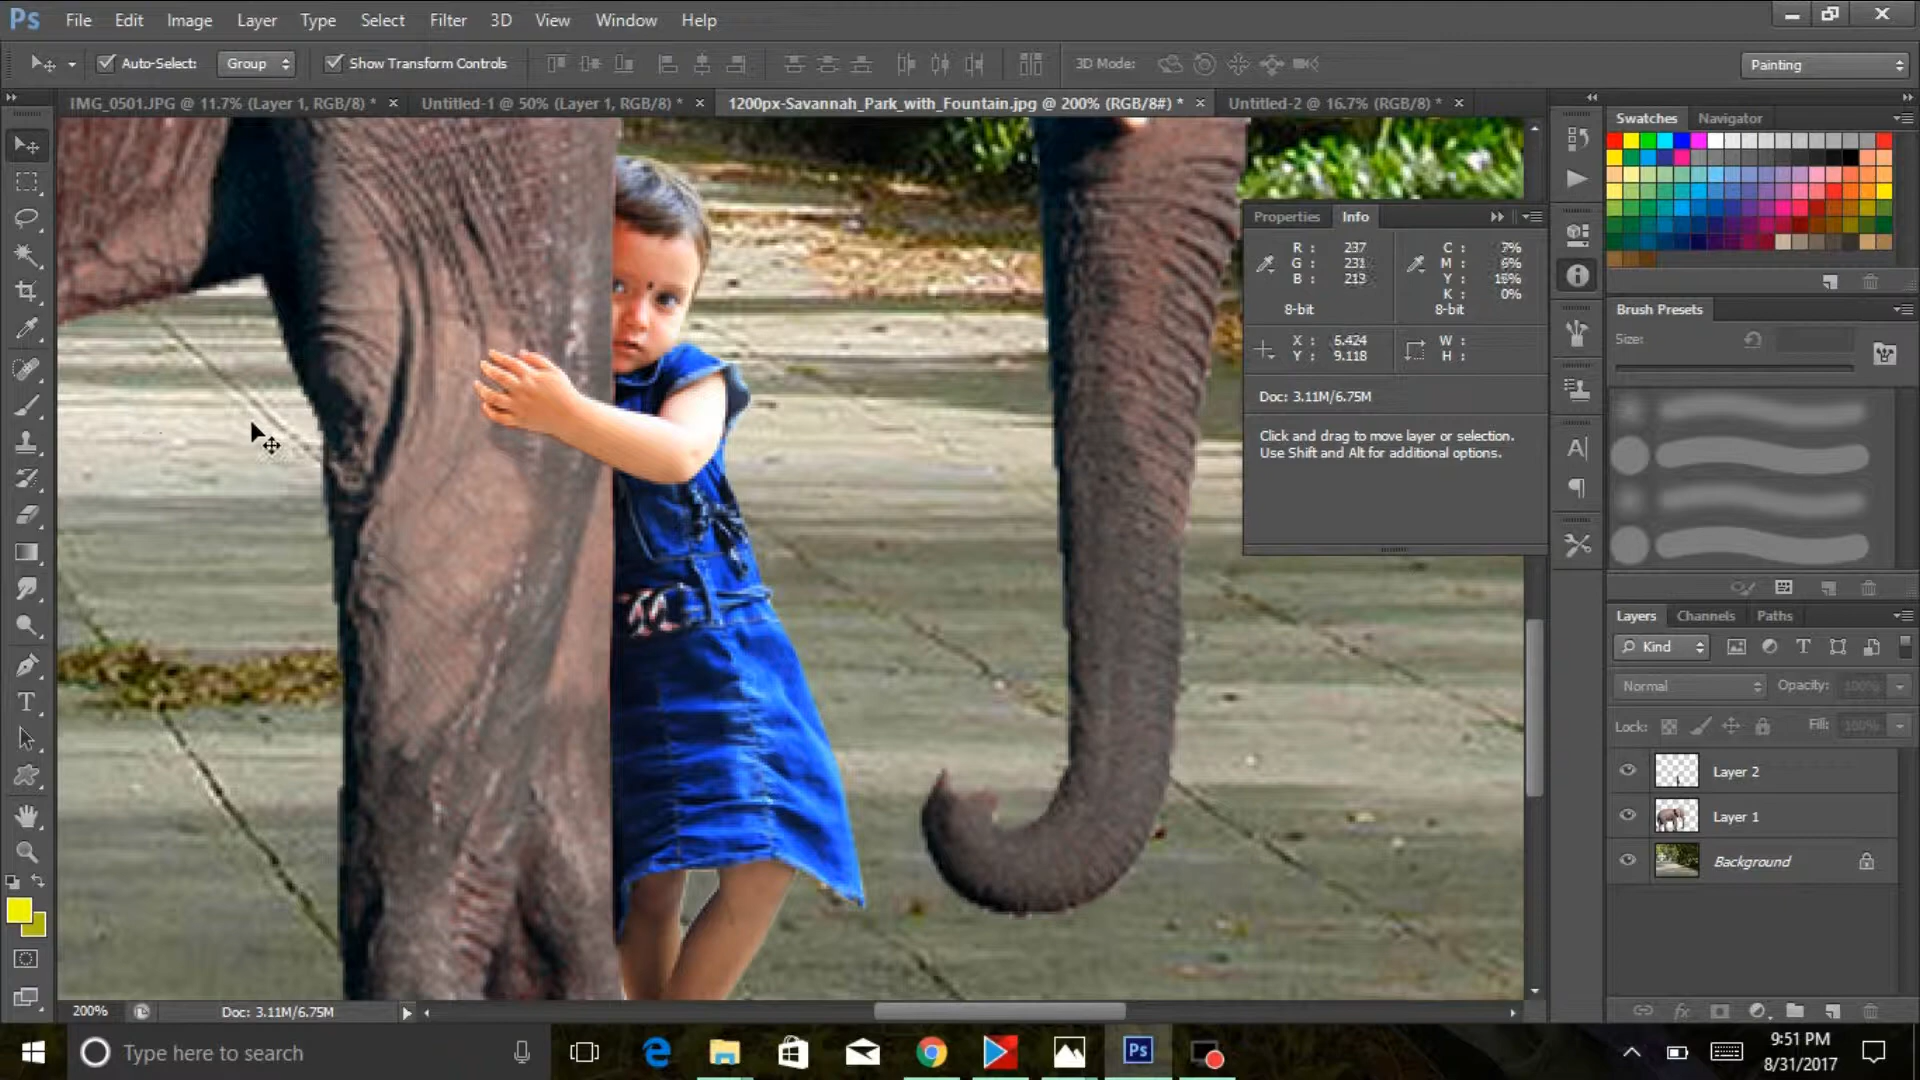 Ps File Edit Image Layer Type Select Filter 3D View Window Help
Auto-Select: Group Show Transform Controls 3D Mode: Painting
IMG_0501.JPG @ 11.7% (Layer 1, RGB/8) * × Untitled-1 @ 50% (Layer 1, RGB/8) * × 1200px-Savannah_Park_with_Fountain.jpg @ 200% (RGB/8#) * × Untitled-2 @ 16.7% (RGB/8) * ×
Swatches Navigator
Properties Info
R : 237 C : 7%
G : 231 M : 6%
B : 213 Y : 18%
K : 0%
8-bit 8-bit
X : 5.424 W :
Y : 9.118 H :
Doc: 3.11M/6.75M
Click and drag to move layer or selection.
Use Shift and Alt for additional options.
Brush Presets
Size:
Layers Channels Paths
Kind
Normal Opacity: 100%
Lock: Fill: 100%
Layer 2
Layer 1
Background
200% Doc: 3.11M/6.75M
Type here to search
Ps
9:51 PM
8/31/2017